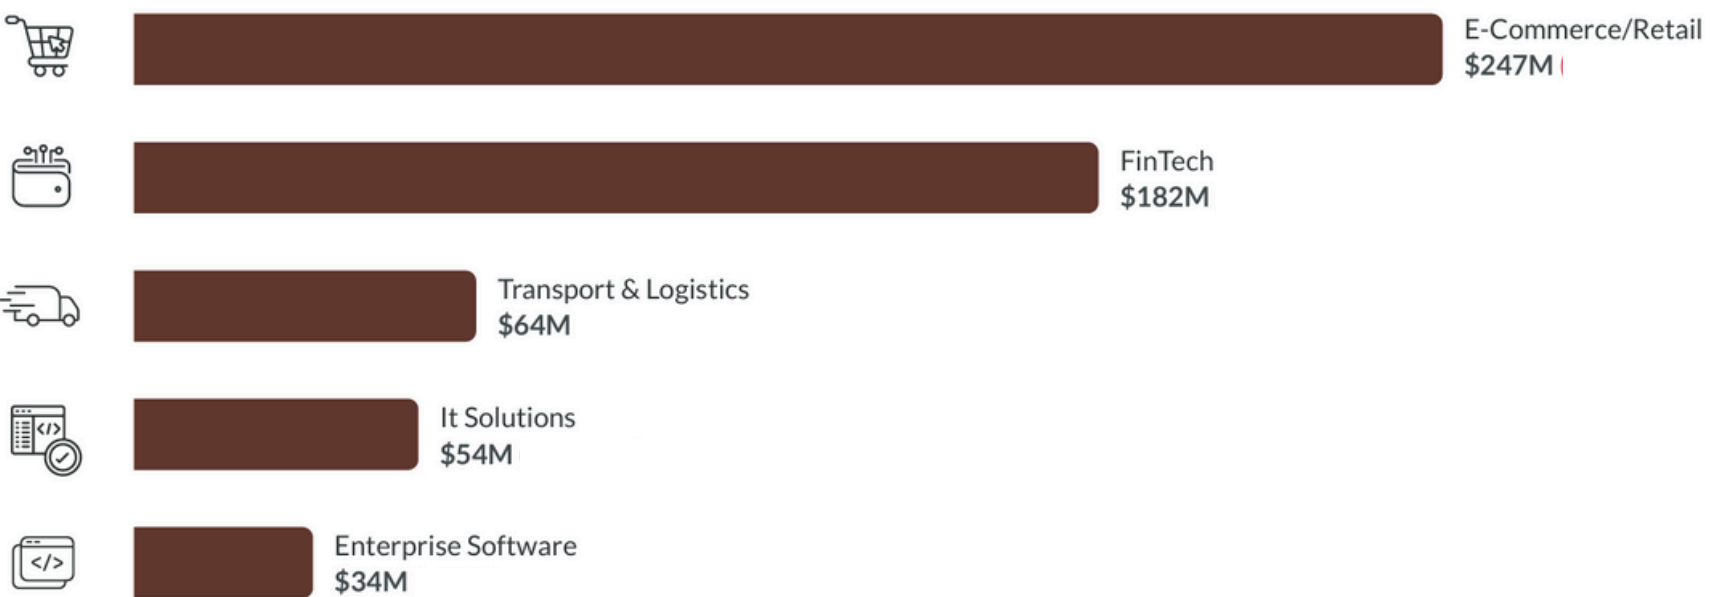 E-Commerce/Retail
$247M (
FinTech
$182M
Transport & Logistics
$64M
It Solutions
$54M
</>
Enterprise Software
$34M
</>